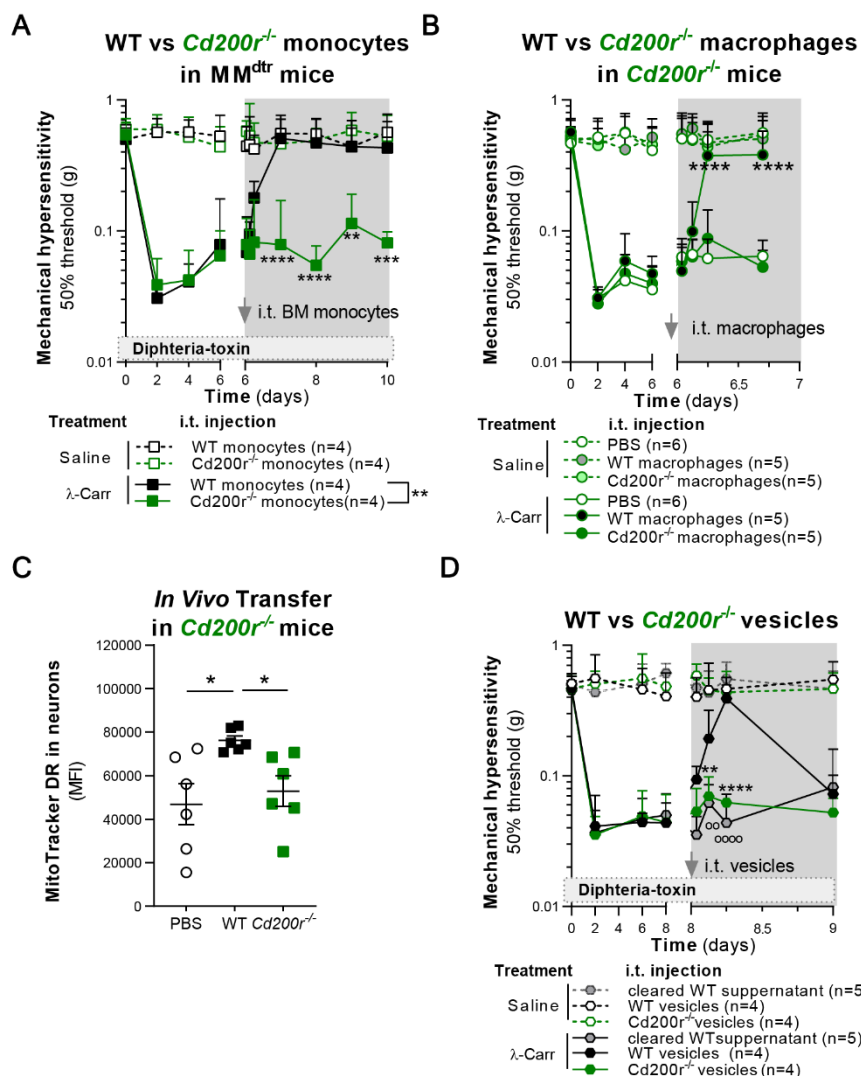 A
WT vs Cd200r-/- monocytes
in MMdtr mice
Mechanical hypersensitivity
50% threshold (g)
1
0.1
0.01
****
****
**
***
i.t. BM monocytes
Diphteria-toxin
0 2 4 6 6 8 10
Time (days)
Treatment i.t. injection
Saline
WT monocytes (n=4)
Cd200r-/- monocytes (n=4)
λ-Carr
WT monocytes (n=4)
Cd200r-/- monocytes (n=4)
**
B
WT vs Cd200r-/- macrophages
in Cd200r-/- mice
Mechanical hypersensitivity
50% threshold (g)
1
0.1
0.01
**** ****
i.t. macrophages
0 2 4 6 6 6.5 7
Time (days)
Treatment i.t. injection
Saline
PBS (n=6)
WT macrophages (n=5)
Cd200r-/- macrophages(n=5)
λ-Carr
PBS (n=6)
WT macrophages (n=5)
Cd200r-/- macrophages(n=5)
C
In Vivo Transfer
in Cd200r-/- mice
MitoTracker DR in neurons
(MFI)
120000
100000
80000
60000
40000
20000
0
* *
PBS WT Cd200r-/-
D
WT vs Cd200r-/- vesicles
Mechanical hypersensitivity
50% threshold (g)
1
0.1
0.01
**
****
oo
oooo
i.t. vesicles
Diphteria-toxin
0 2 4 6 8 8 8.5 9
Time (days)
Treatment i.t. injection
Saline
cleared WT suppernatant (n=5
WT vesicles (n=4)
Cd200r-/- vesicles (n=4)
λ-Carr
cleared WTsuppernatant (n=5)
WT vesicles (n=4)
Cd200r-/- vesicles (n=4)